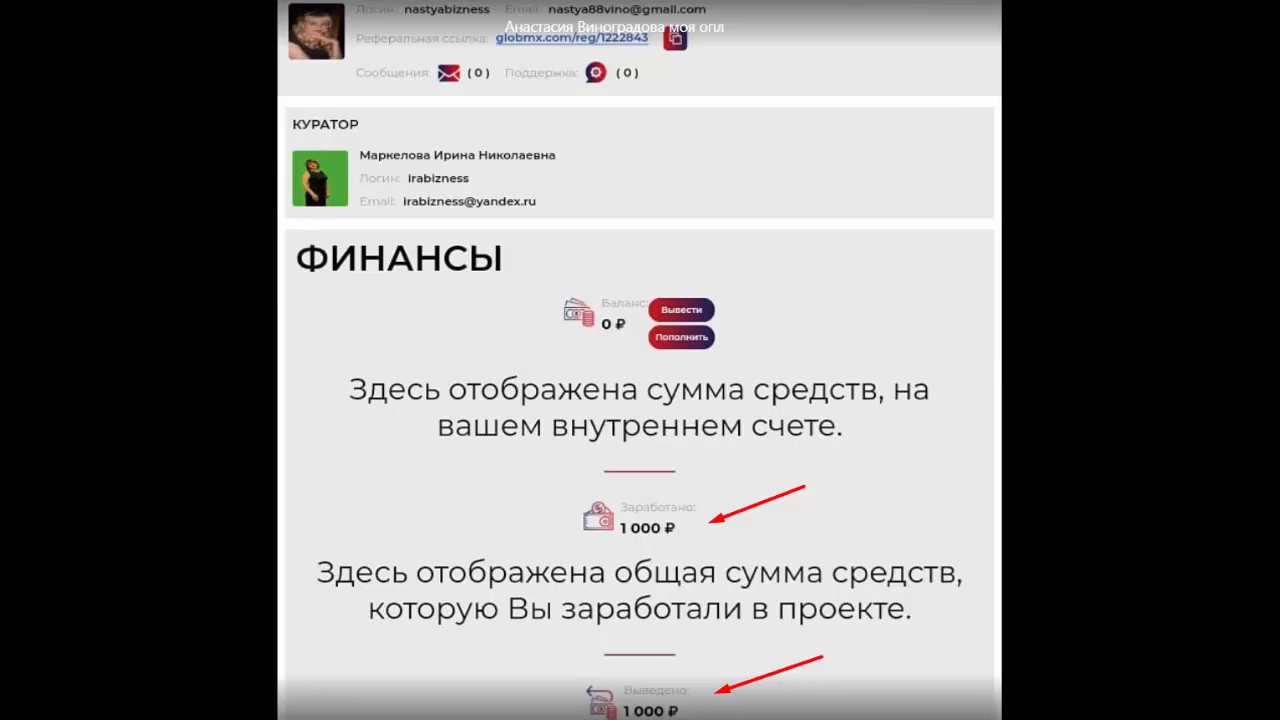 Логин: nastyabizness Email: nastya88vino@gmail.com
Анастасия Виноградова моя опл
Реферальная ссылка: globmx.com/reg/1222843
Сообщения: ( 0 ) Поддержка: ( 0 )
КУРАТОР
Маркелова Ирина Николаевна
Логин: irabizness
Email: irabizness@yandex.ru
ФИНАНСЫ
Баланс:
0 ₽
Вывести
Пополнить
Здесь отображена сумма средств, на
вашем внутреннем счете.
Заработано:
1 000 ₽
Здесь отображена общая сумма средств,
которую Вы заработали в проекте.
Выведено:
1 000 ₽